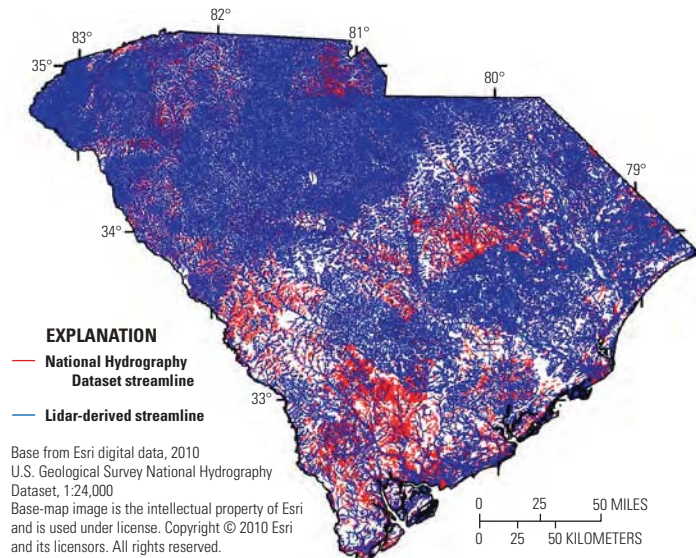 82°
83°
81°
35°
80°
79°
34°
EXPLANATION
National Hydrography
Dataset streamline
33°
Lidar-derived streamline
Base from Esri digital data, 2010
U.S. Geological Survey National Hydrography
Dataset, 1:24,000
Base-map image is the intellectual property of Esri
and is used under license. Copyright © 2010 Esri
and its licensors. All rights reserved.
0 25 50 MILES
0 25 50 KILOMETERS